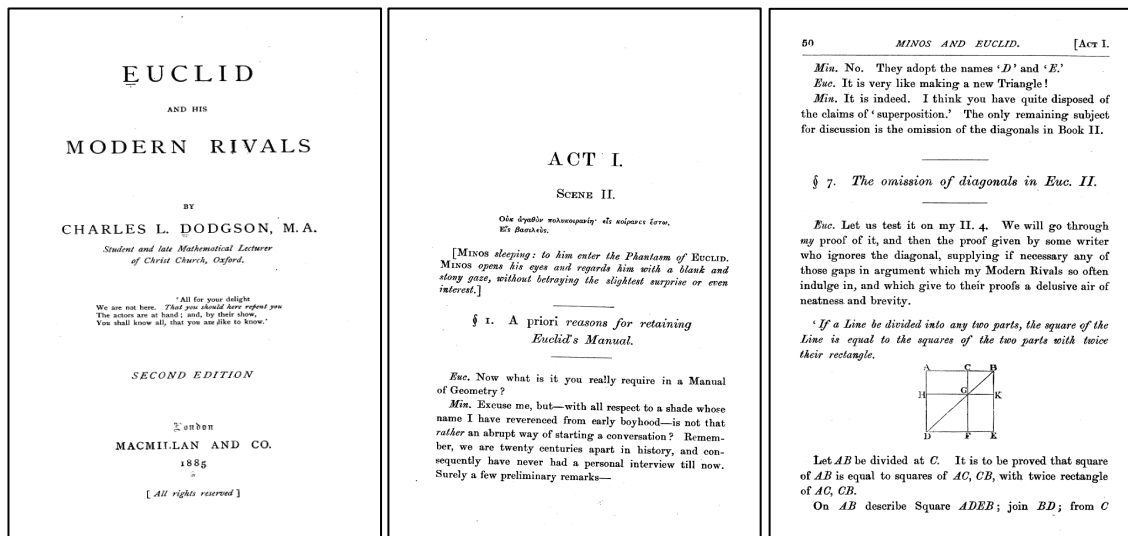 EUCLID
AND HIS
MODERN RIVALS
BY
CHARLES L. DODGSON, M.A.
Student and late Mathematical Lecturer
of Christ Church, Oxford.
'All for your delight
We are not here. That you should here repent you
The actors are at hand; and, by their show,
You shall know all, that you are like to know.'
SECOND EDITION
London
MACMILLAN AND CO.
1885
[ All rights reserved ]
ACT I.
SCENE II.
Οὐκ ἀγαθὸν πολυκοιρανίη· εἷς κοίρανος ἔστω,
Εἷς βασιλεύς.
[MINOS sleeping: to him enter the Phantasm of EUCLID.
MINOS opens his eyes and regards him with a blank and
stony gaze, without betraying the slightest surprise or even
interest.]
§ 1. A priori reasons for retaining
Euclid's Manual.
Euc. Now what is it you really require in a Manual
of Geometry?
Min. Excuse me, but—with all respect to a shade whose
name I have reverenced from early boyhood—is not that
rather an abrupt way of starting a conversation? Remem-
ber, we are twenty centuries apart in history, and con-
sequently have never had a personal interview till now.
Surely a few preliminary remarks—
50 MINOS AND EUCLID. [ACT I.
Min. No. They adopt the names 'D' and 'E.'
Euc. It is very like making a new Triangle!
Min. It is indeed. I think you have quite disposed of
the claims of 'superposition.' The only remaining subject
for discussion is the omission of the diagonals in Book II.
§ 7. The omission of diagonals in Euc. II.
Euc. Let us test it on my II. 4. We will go through
my proof of it, and then the proof given by some writer
who ignores the diagonal, supplying if necessary any of
those gaps in argument which my Modern Rivals so often
indulge in, and which give to their proofs a delusive air of
neatness and brevity.
'If a Line be divided into any two parts, the square of the
Line is equal to the squares of the two parts with twice
their rectangle.
A C B
H G K
D F E
Let AB be divided at C. It is to be proved that square
of AB is equal to squares of AC, CB, with twice rectangle
of AC, CB.
On AB describe Square ADEB; join BD; from C